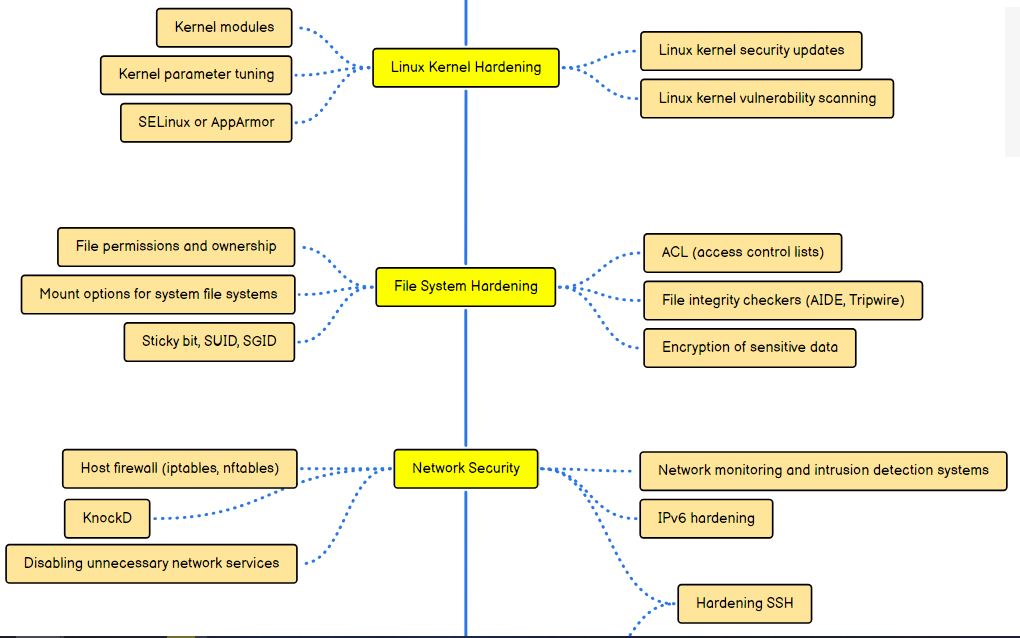 Kernel modules
Kernel parameter tuning
SELinux or AppArmor
Linux Kernel Hardening
Linux kernel security updates
Linux kernel vulnerability scanning
File permissions and ownership
Mount options for system file systems
Sticky bit, SUID, SGID
File System Hardening
ACL (access control lists)
File integrity checkers (AIDE, Tripwire)
Encryption of sensitive data
Host firewall (iptables, nftables)
KnockD
Disabling unnecessary network services
Network Security
Network monitoring and intrusion detection systems
IPv6 hardening
Hardening SSH